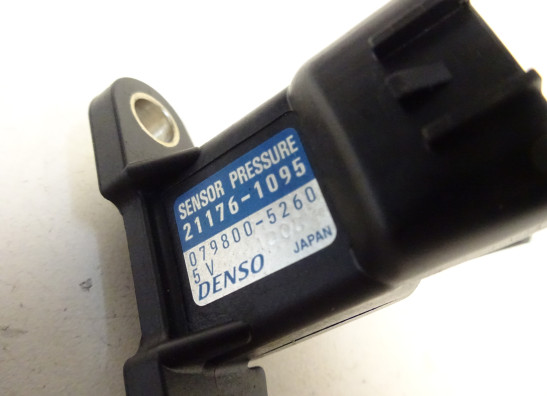 SENSOR PRESSURE
21176-1095
079800-5260
5V
DENSO JAPAN